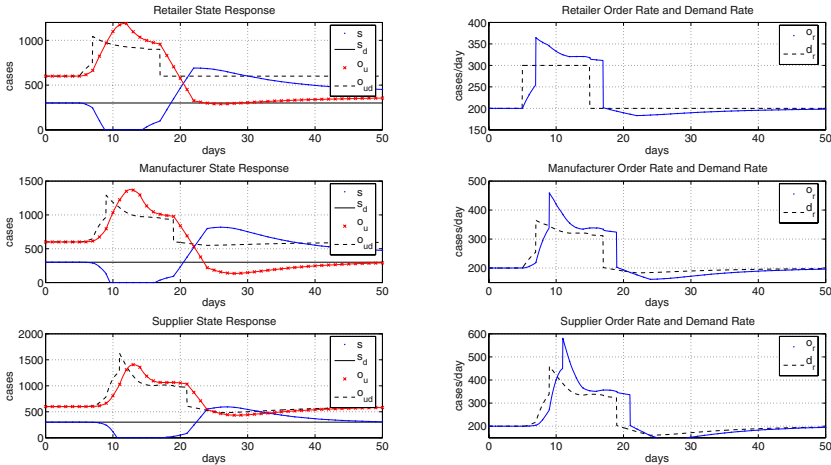 Retailer State Response
1000
500
0
cases
0 10 20 30 40 50
days
s
s_d
o_u
o_ud
Retailer Order Rate and Demand Rate
400
350
300
250
200
150
cases/day
0 10 20 30 40 50
days
o_r
d_r
Manufacturer State Response
1500
1000
500
0
cases
0 10 20 30 40 50
days
s
s_d
o_u
o_ud
Manufacturer Order Rate and Demand Rate
500
400
300
200
cases/day
0 10 20 30 40 50
days
o_r
d_r
Supplier State Response
2000
1500
1000
500
0
cases
0 10 20 30 40 50
days
s
s_d
o_u
o_ud
Supplier Order Rate and Demand Rate
600
500
400
300
200
cases/day
0 10 20 30 40 50
days
o_r
d_r